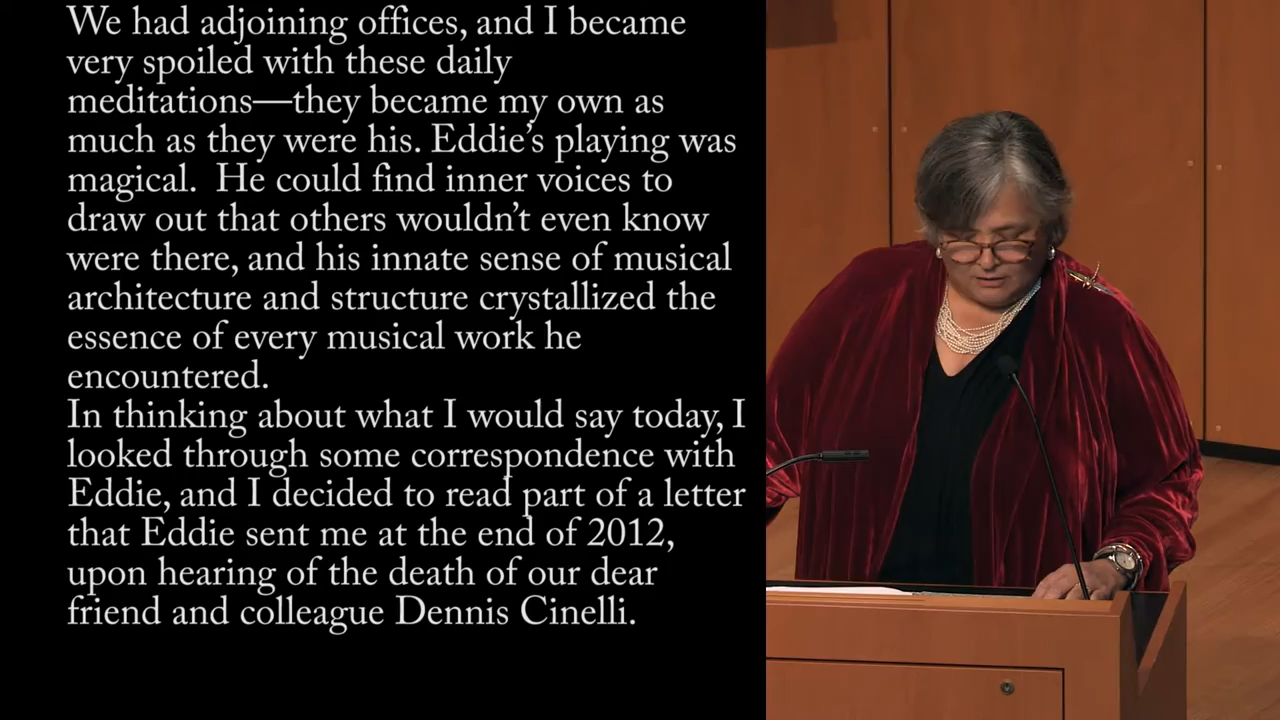 We had adjoining offices, and I became
very spoiled with these daily
meditations—they became my own as
much as they were his. Eddie’s playing was
magical.  He could find inner voices to
draw out that others wouldn’t even know
were there, and his innate sense of musical
architecture and structure crystallized the
essence of every musical work he
encountered.
In thinking about what I would say today, I
looked through some correspondence with
Eddie, and I decided to read part of a letter
that Eddie sent me at the end of 2012,
upon hearing of the death of our dear
friend and colleague Dennis Cinelli.